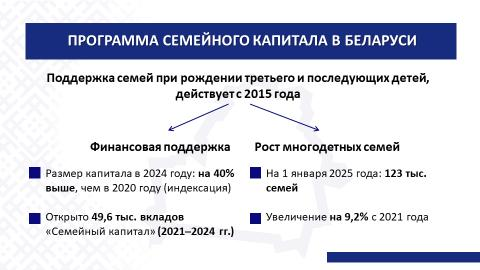 ПРОГРАММА СЕМЕЙНОГО КАПИТАЛА В БЕЛАРУСИ
Поддержка семей при рождении третьего и последующих детей,
действует с 2015 года
Финансовая поддержка
Размер капитала в 2024 году: на 40%
выше, чем в 2020 году (индексация)
Открыто 49,6 тыс. вкладов
«Семейный капитал» (2021–2024 гг.)
Рост многодетных семей
На 1 января 2025 года: 123 тыс.
семей
Увеличение на 9,2% с 2021 года